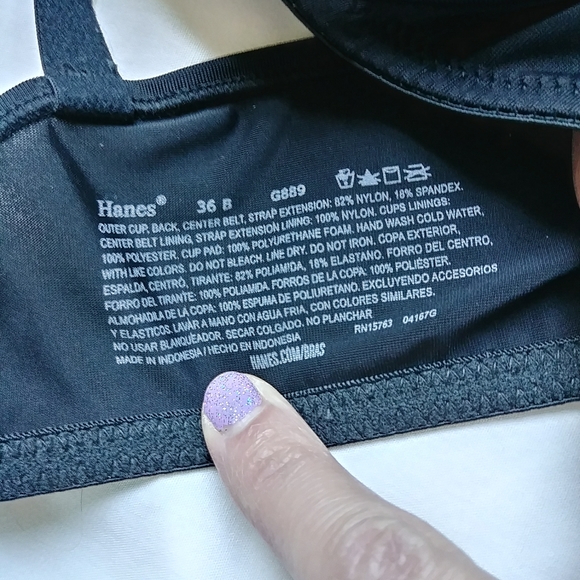 Hanes® 36 B G889
OUTER CUP, BACK, CENTER BELT, STRAP EXTENSION: 82% NYLON, 18% SPANDEX.
CENTER BELT LINING, STRAP EXTENSION LINING: 100% NYLON. CUPS LININGS:
100% POLYESTER. CUP PAD: 100% POLYURETHANE FOAM. HAND WASH COLD WATER,
WITH LIKE COLORS. DO NOT BLEACH. LINE DRY. DO NOT IRON. COPA EXTERIOR,
ESPALDA, CENTRO, TIRANTE: 82% POLIAMIDA, 18% ELASTANO. FORRO DEL CENTRO,
FORRO DEL TIRANTE: 100% POLIAMIDA. FORROS DE LA COPA: 100% POLIÉSTER.
ALMOHADILLA DE LA COPA: 100% ESPUMA DE POLIURETANO. EXCLUYENDO ACCESORIOS
Y ELASTICOS. LAVAR A MANO CON AGUA FRIA, CON COLORES SIMILARES.
NO USAR BLANQUEADOR. SECAR COLGADO. NO PLANCHAR
MADE IN INDONESIA / HECHO EN INDONESIA RN15763 04167G
HANES.COM/BRAS